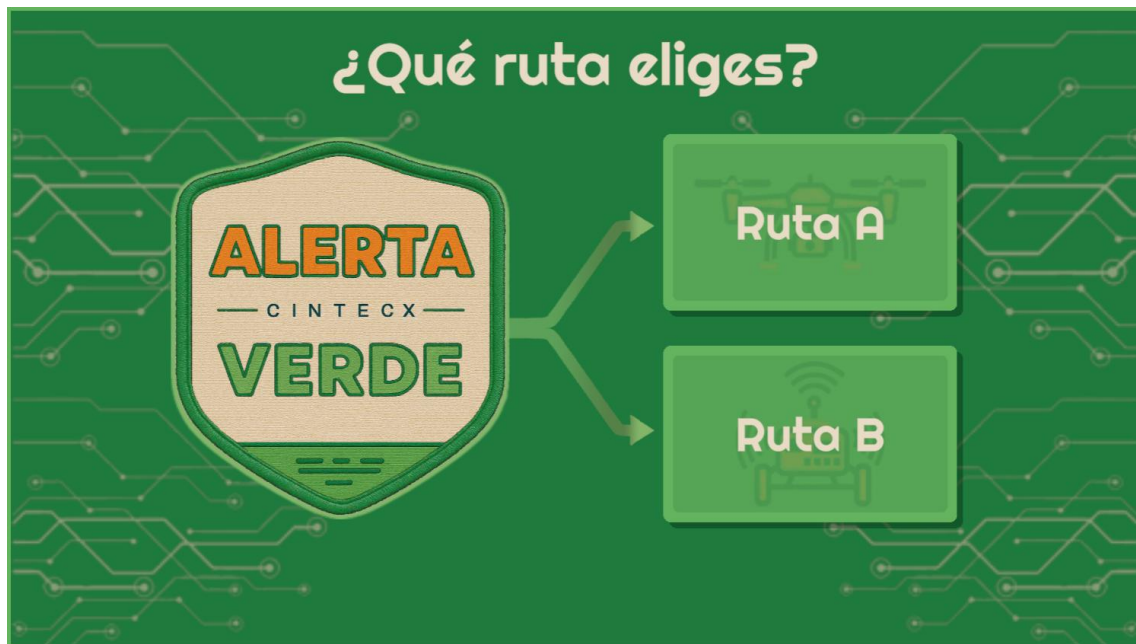 ¿Qué ruta eliges?
ALERTA
CINTECX
VERDE
Ruta A
Ruta B